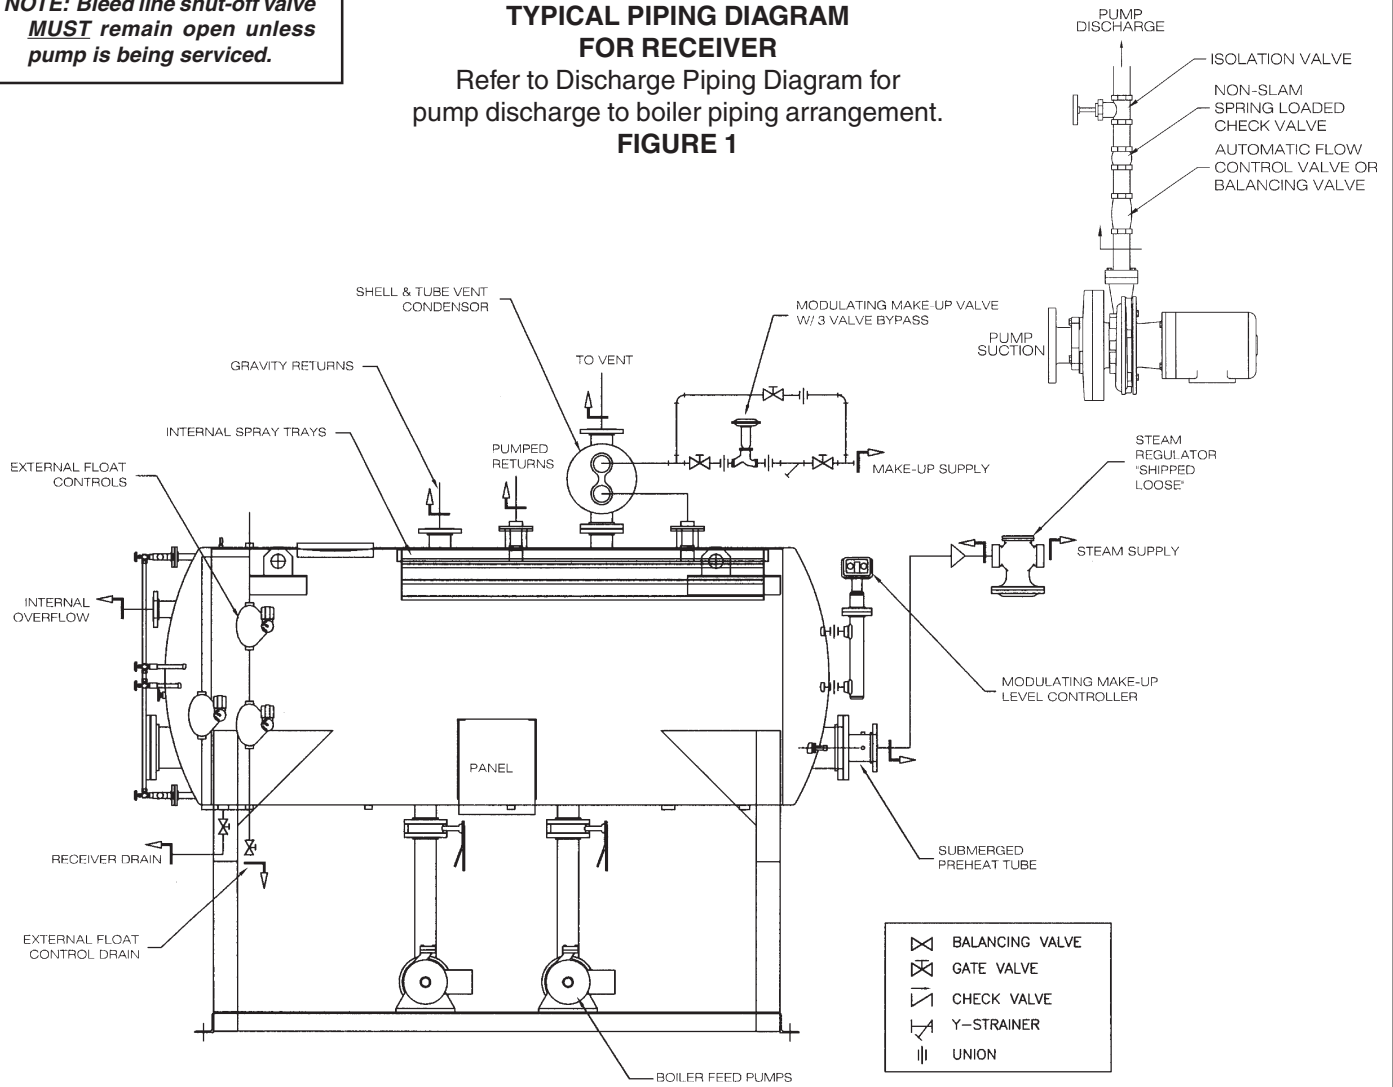 NOTE: Bleed line shut-off valve
MUST remain open unless
pump is being serviced.
TYPICAL PIPING DIAGRAM
FOR RECEIVER
Refer to Discharge Piping Diagram for
pump discharge to boiler piping arrangement.
FIGURE 1
PUMP
DISCHARGE
ISOLATION VALVE
NON-SLAM
SPRING LOADED
CHECK VALVE
AUTOMATIC FLOW
CONTROL VALVE OR
BALANCING VALVE
PUMP
SUCTION
SHELL & TUBE VENT
CONDENSOR
MODULATING MAKE-UP VALVE
W/ 3 VALVE BYPASS
GRAVITY RETURNS
TO VENT
INTERNAL SPRAY TRAYS
PUMPED
RETURNS
MAKE-UP SUPPLY
STEAM
REGULATOR
"SHIPPED
LOOSE"
EXTERNAL FLOAT
CONTROLS
STEAM SUPPLY
INTERNAL
OVERFLOW
MODULATING MAKE-UP
LEVEL CONTROLLER
PANEL
RECEIVER DRAIN
SUBMERGED
PREHEAT TUBE
EXTERNAL FLOAT
CONTROL DRAIN
BALANCING VALVE
GATE VALVE
CHECK VALVE
Y-STRAINER
UNION
BOILER FEED PUMPS